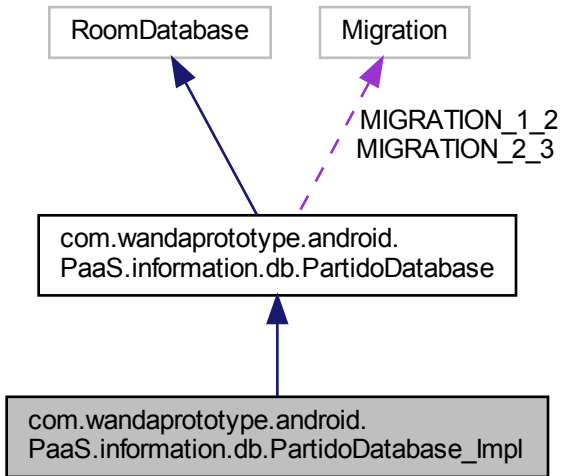 RoomDatabase
Migration
MIGRATION_1_2
MIGRATION_2_3
com.wandaprototype.android.
PaaS.information.db.PartidoDatabase
com.wandaprototype.android.
PaaS.information.db.PartidoDatabase_Impl